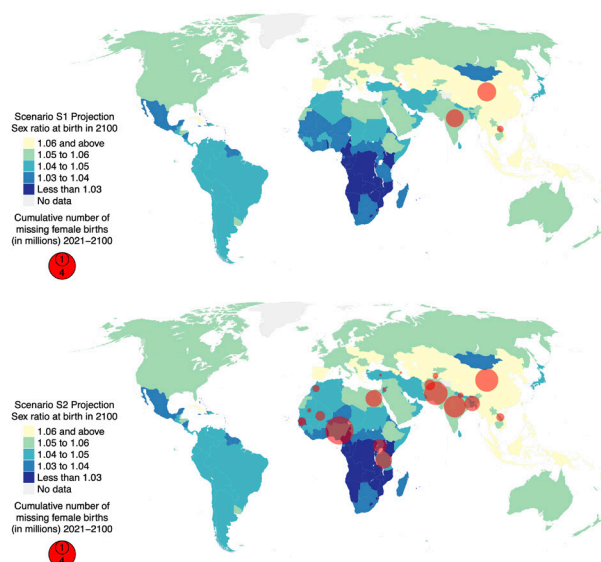 Scenario S1 Projection
Sex ratio at birth in 2100
1.06 and above
1.05 to 1.06
1.04 to 1.05
1.03 to 1.04
Less than 1.03
No data
Cumulative number of
missing female births
(in millions) 2021–2100
1
4
Scenario S2 Projection
Sex ratio at birth in 2100
1.06 and above
1.05 to 1.06
1.04 to 1.05
1.03 to 1.04
Less than 1.03
No data
Cumulative number of
missing female births
(in millions) 2021–2100
1
4